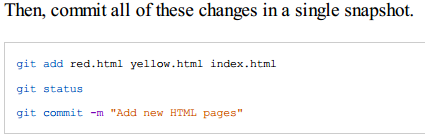 Then, commit all of these changes in a single snapshot.
git add red.html yellow.html index.html
git status
git commit -m "Add new HTML pages"